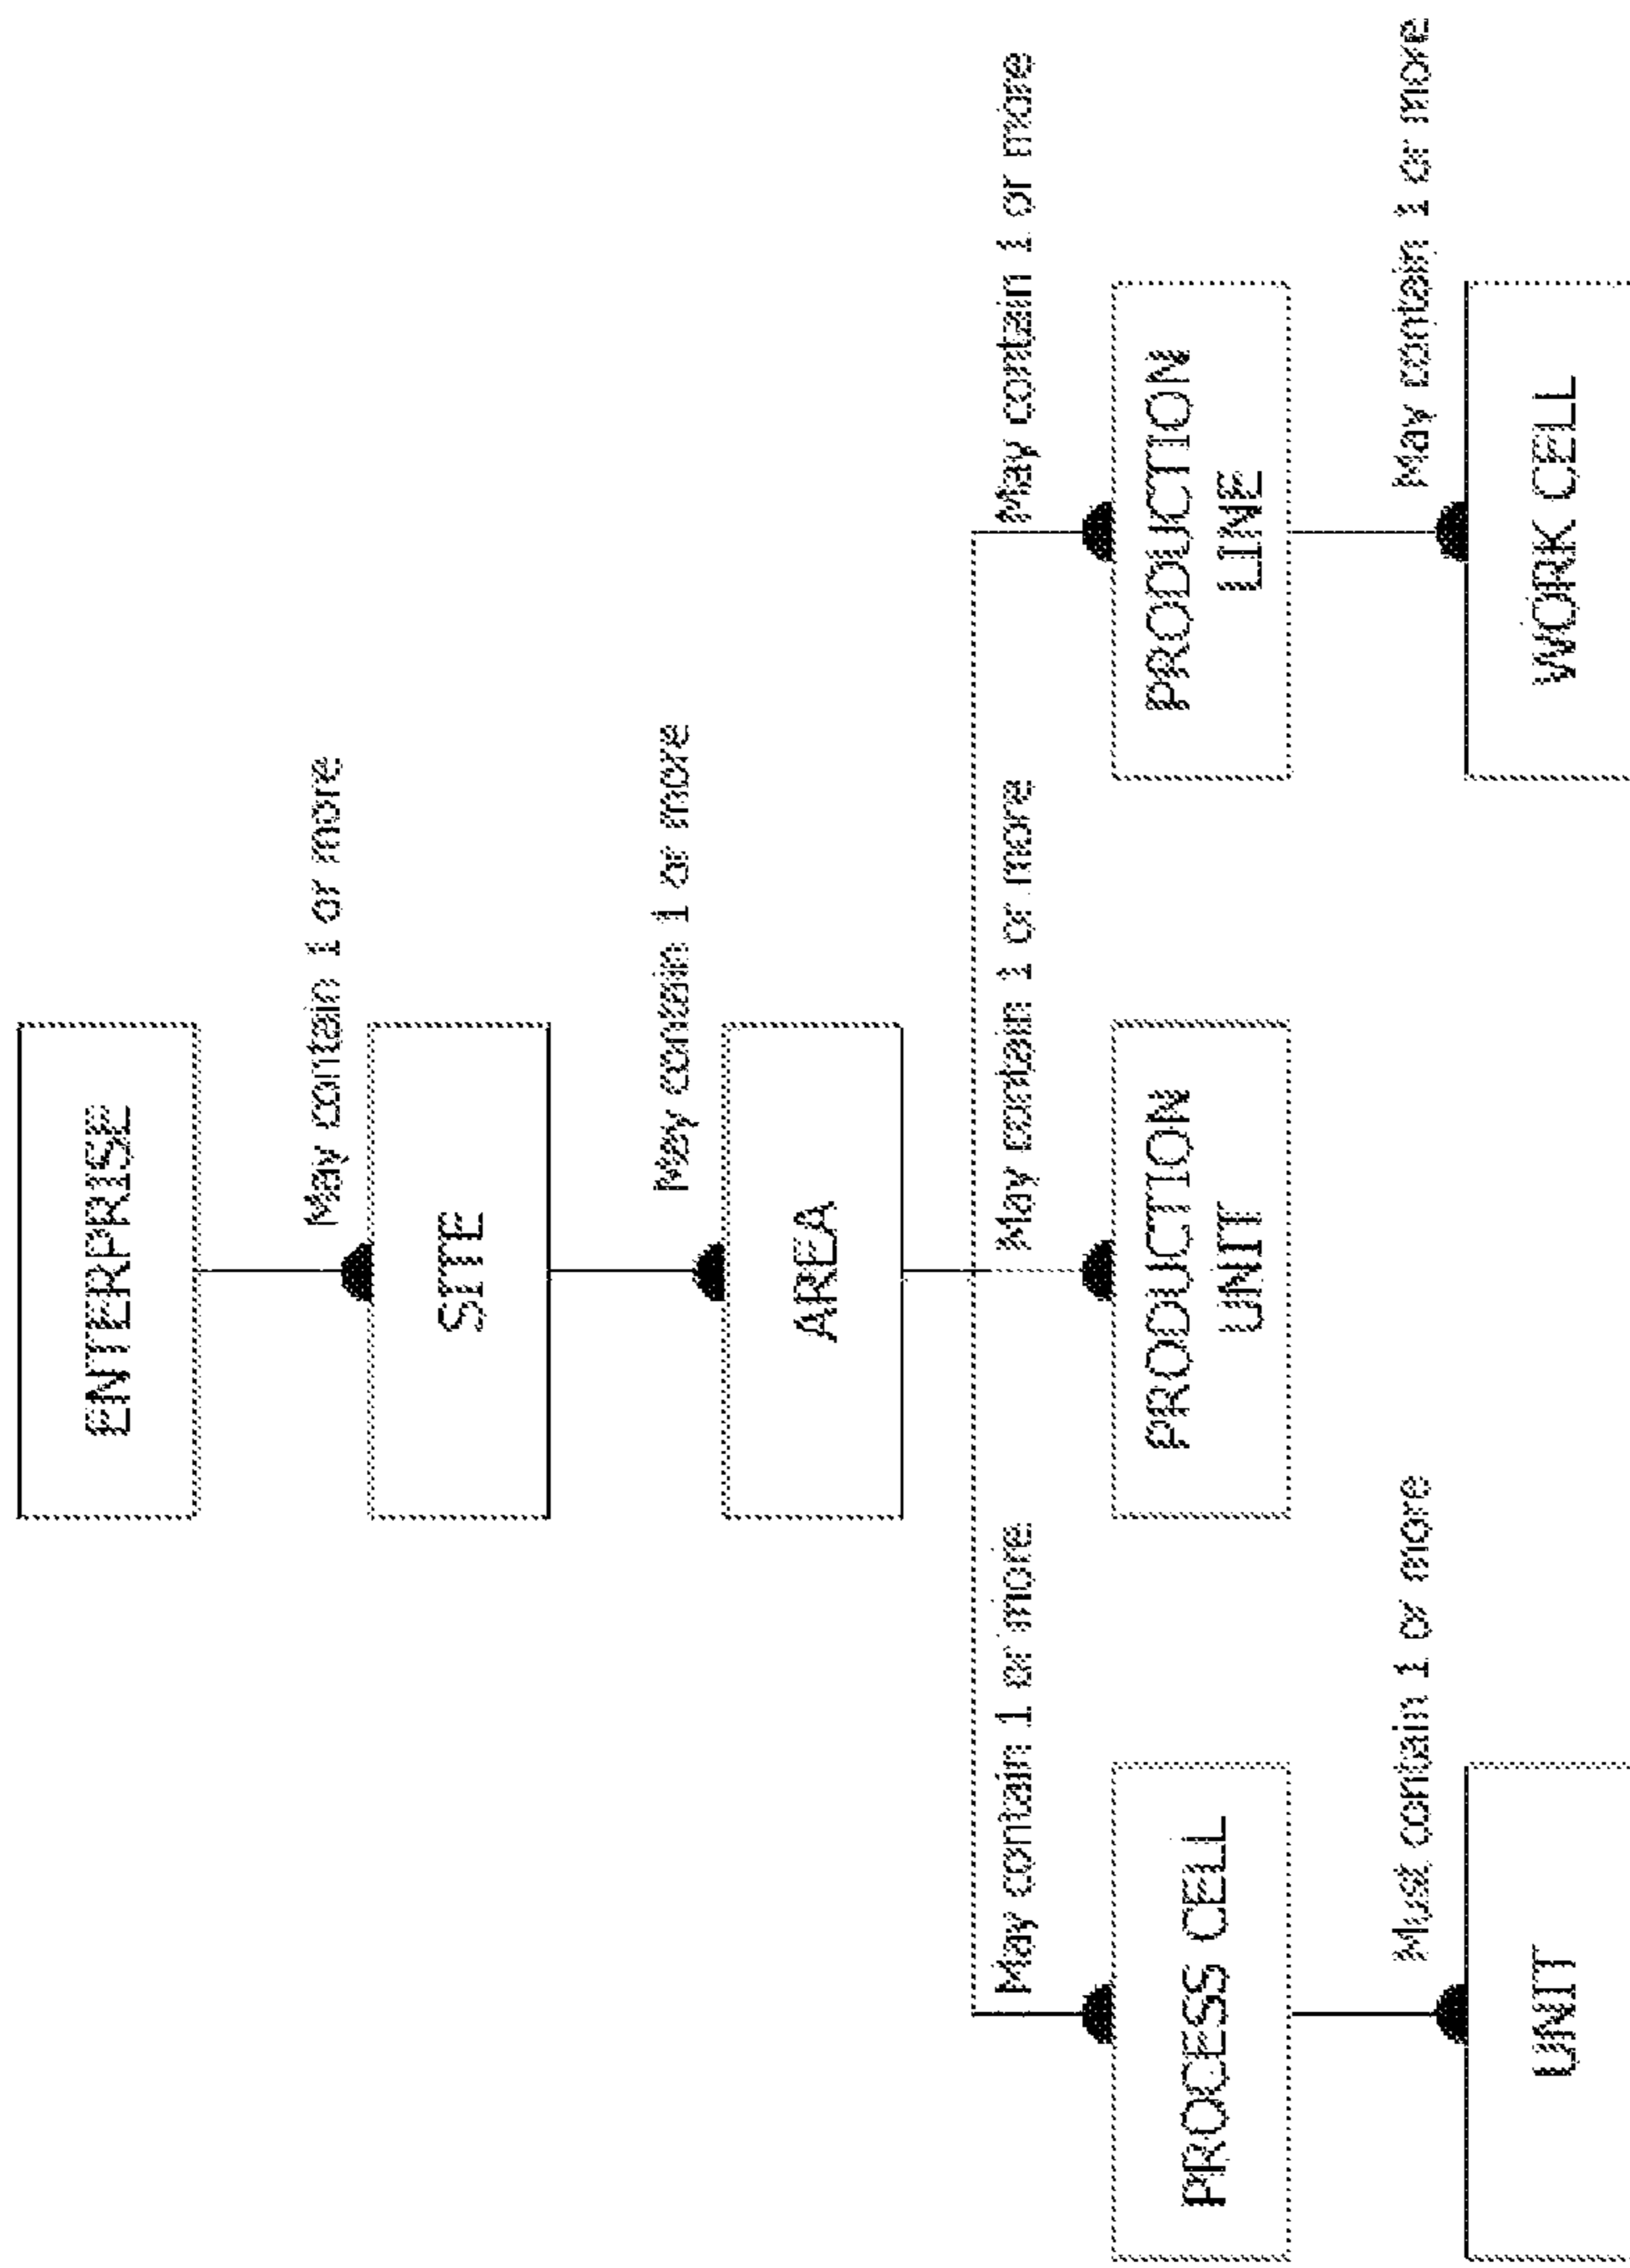 ENTERPRISE
May contain 1 or more
SITE
May contain 1 or more
AREA
May contain 1 or more
May contain 1 or more
May contain 1 or more
PROCESS CELL
PRODUCTION
UNIT
PRODUCTION
LINE
Must contain 1 or more
May contain 1 or more
UNIT
WORK CELL